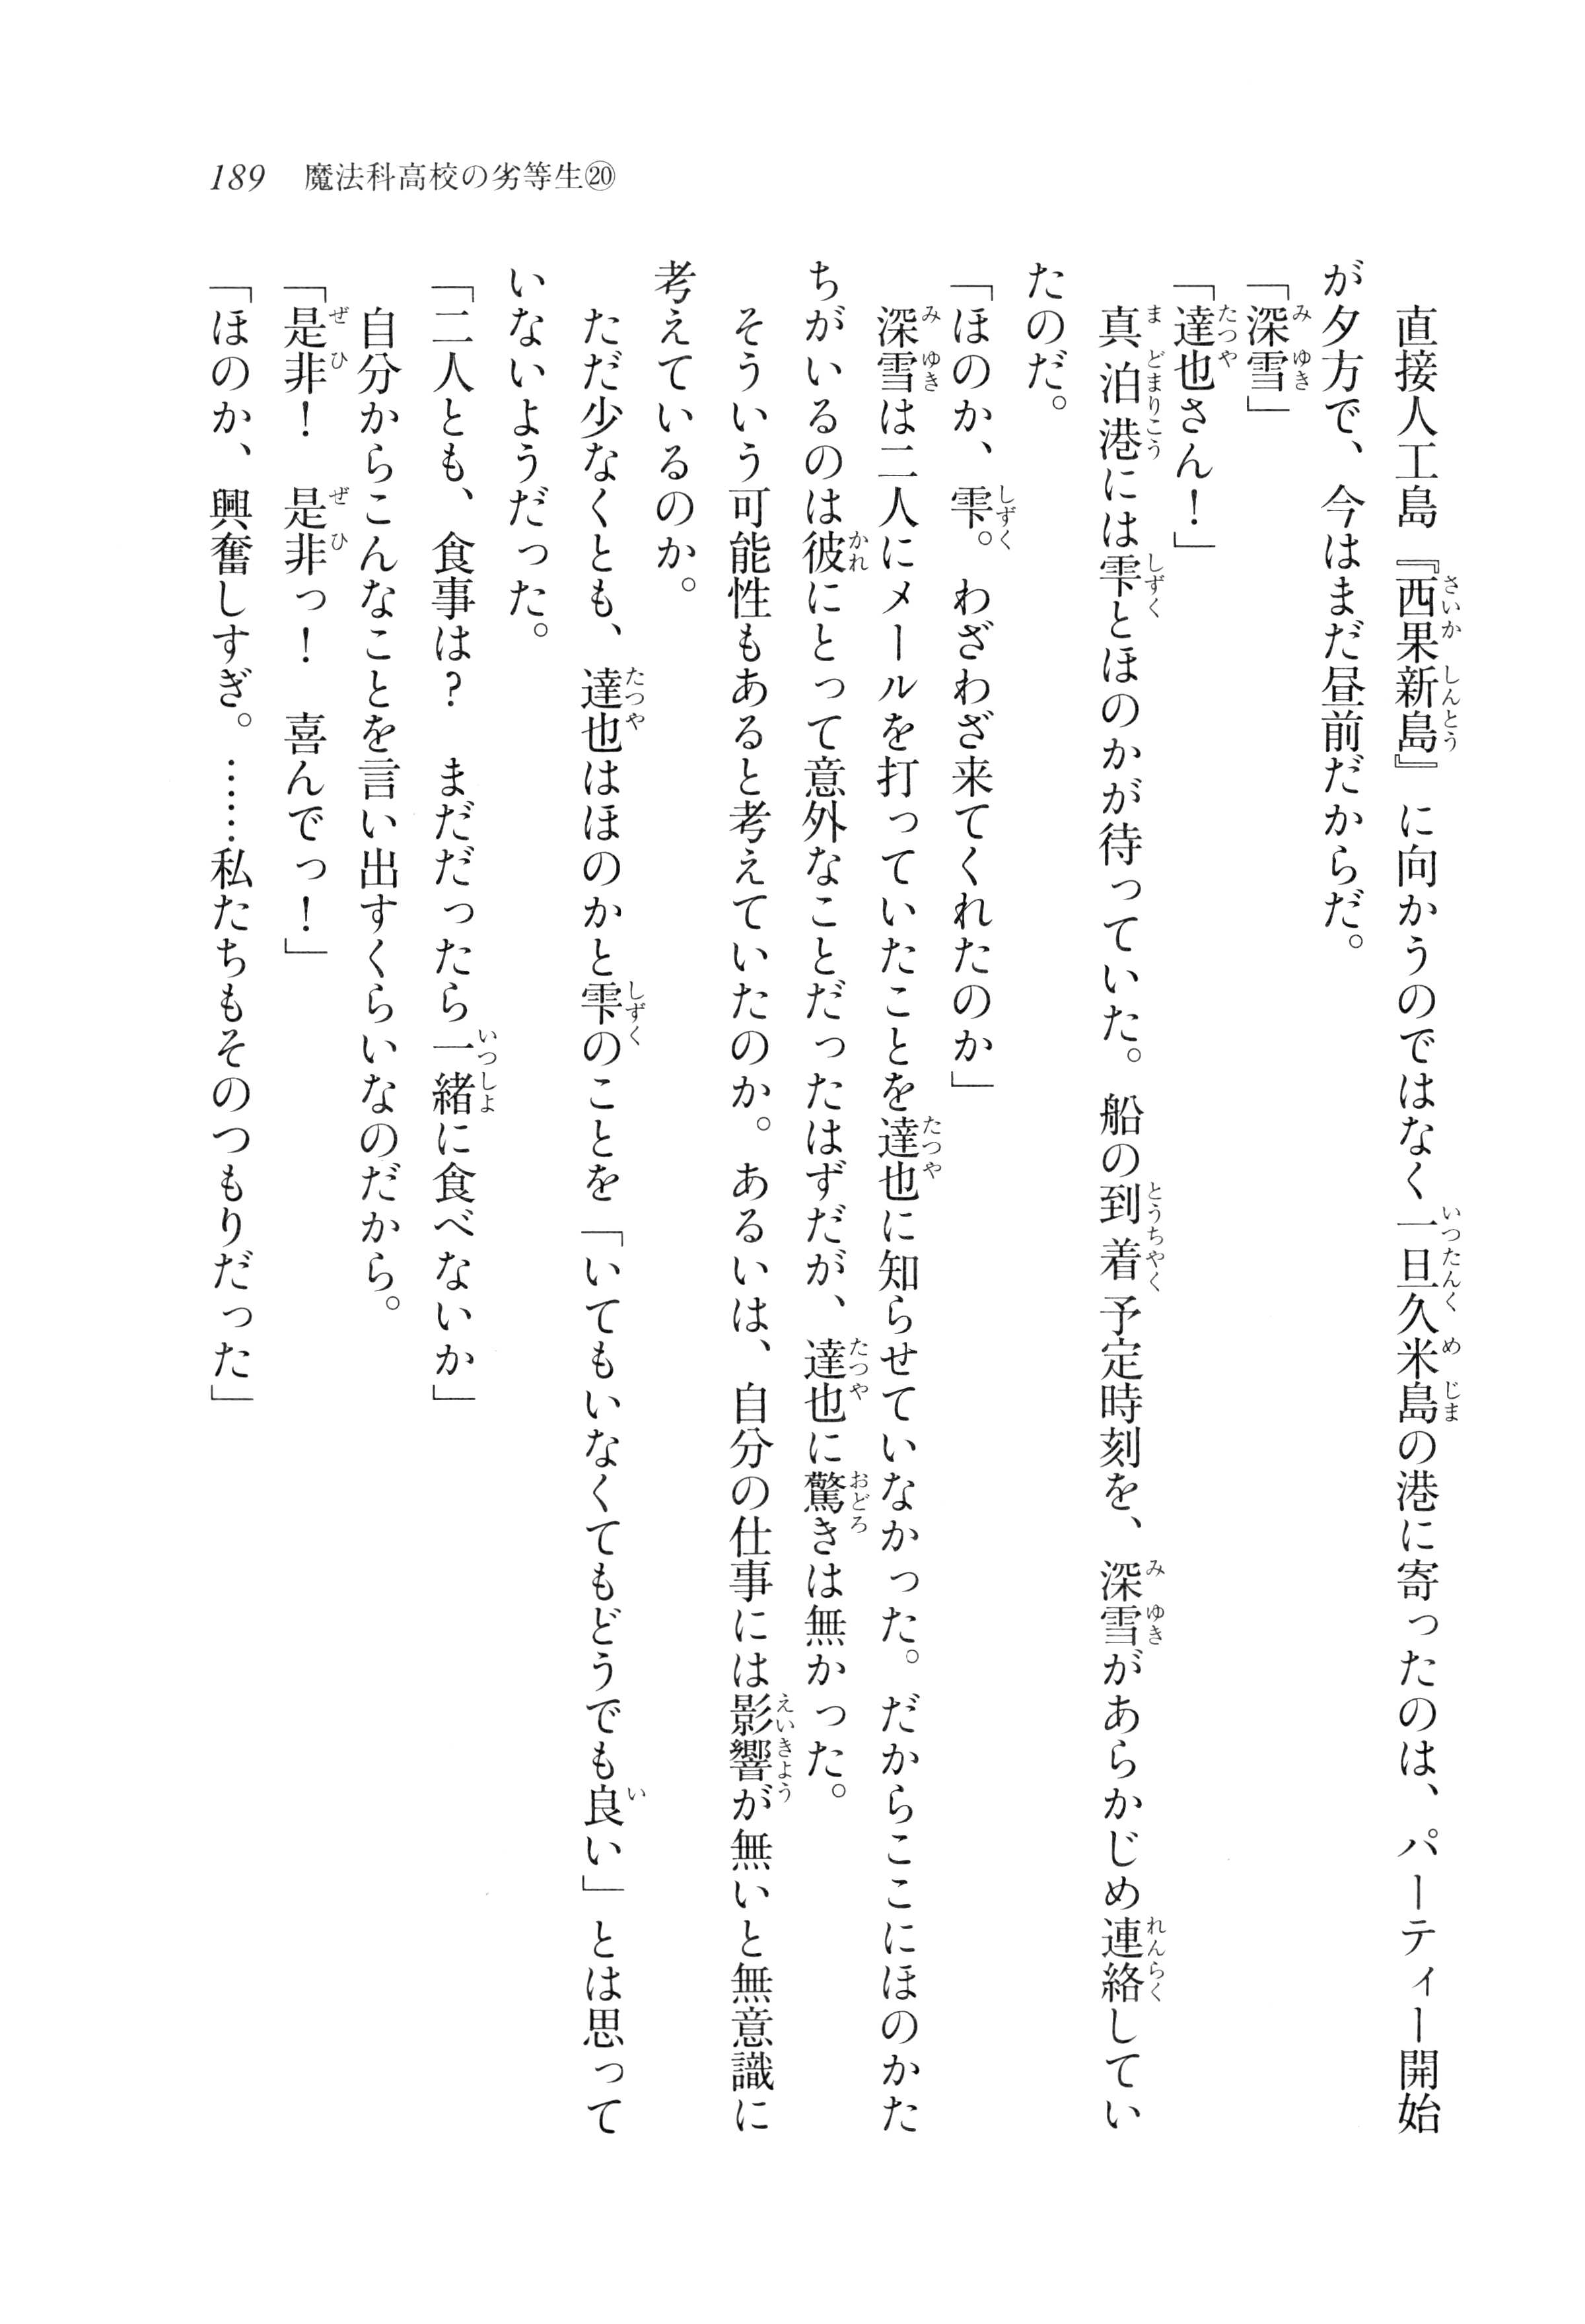 189 魔法科高校の劣等生⑳
　直接人工島『西果新島』に向かうのではなく一旦久米島の港に寄ったのは、パーティー開始
が夕方で、今はまだ昼前だからだ。
「深雪」
「達也さん！」
　真泊港には雫とほのかが待っていた。船の到着予定時刻を、深雪があらかじめ連絡してい
たのだ。
「ほのか、雫。わざわざ来てくれたのか」
　深雪は二人にメールを打っていたことを達也に知らせていなかった。だからここにほのかた
ちがいるのは彼にとって意外なことだったはずだが、達也に驚きは無かった。
　そういう可能性もあると考えていたのか。あるいは、自分の仕事には影響が無いと無意識に
考えているのか。
　ただ少なくとも、達也はほのかと雫のことを「いてもいなくてもどうでも良い」とは思って
いないようだった。
「二人とも、食事は？　まだだったら一緒に食べないか」
　自分からこんなことを言い出すくらいなのだから。
「是非！　是非っ！　喜んでっ！」
「ほのか、興奮しすぎ。……私たちもそのつもりだった」